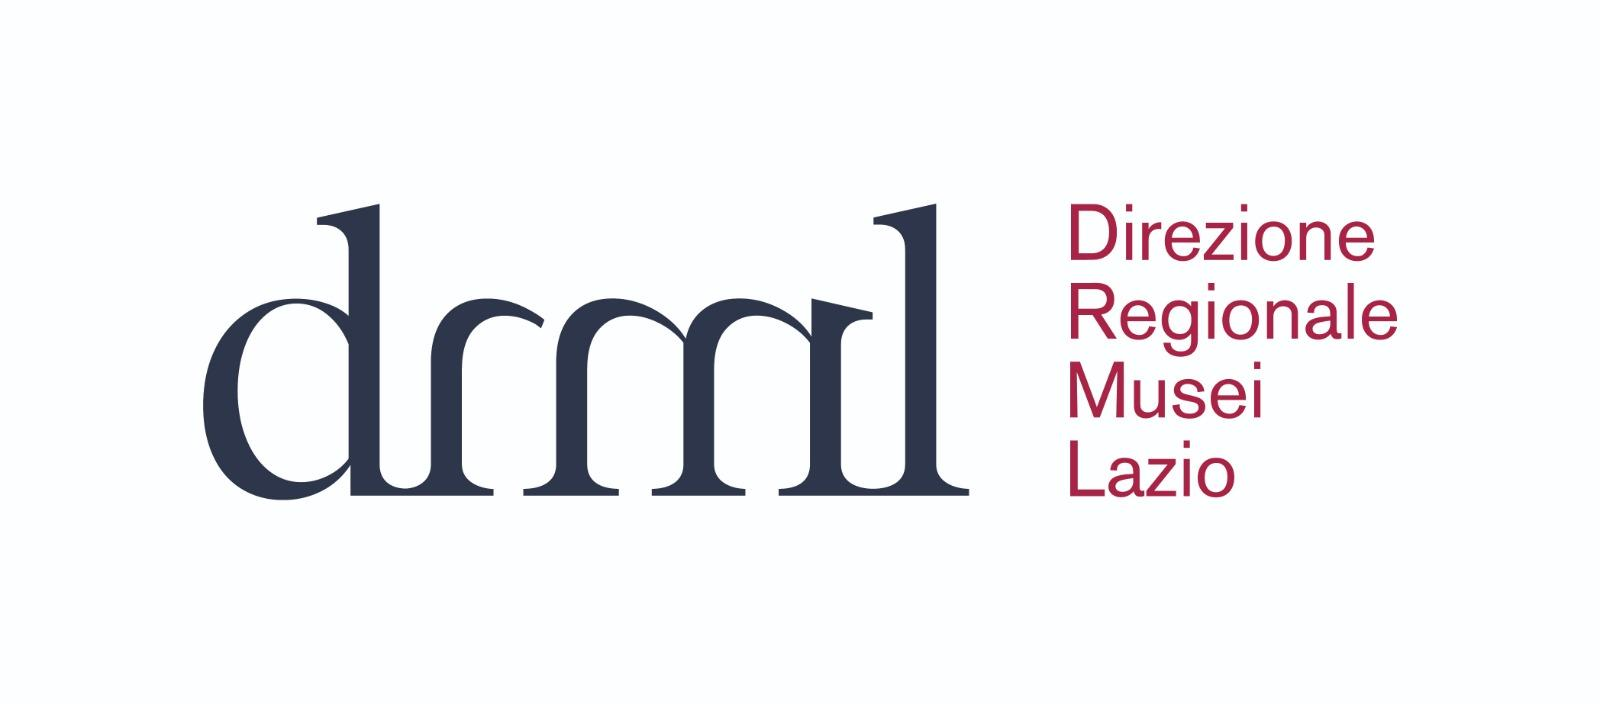 drml
Direzione
Regionale
Musei
Lazio